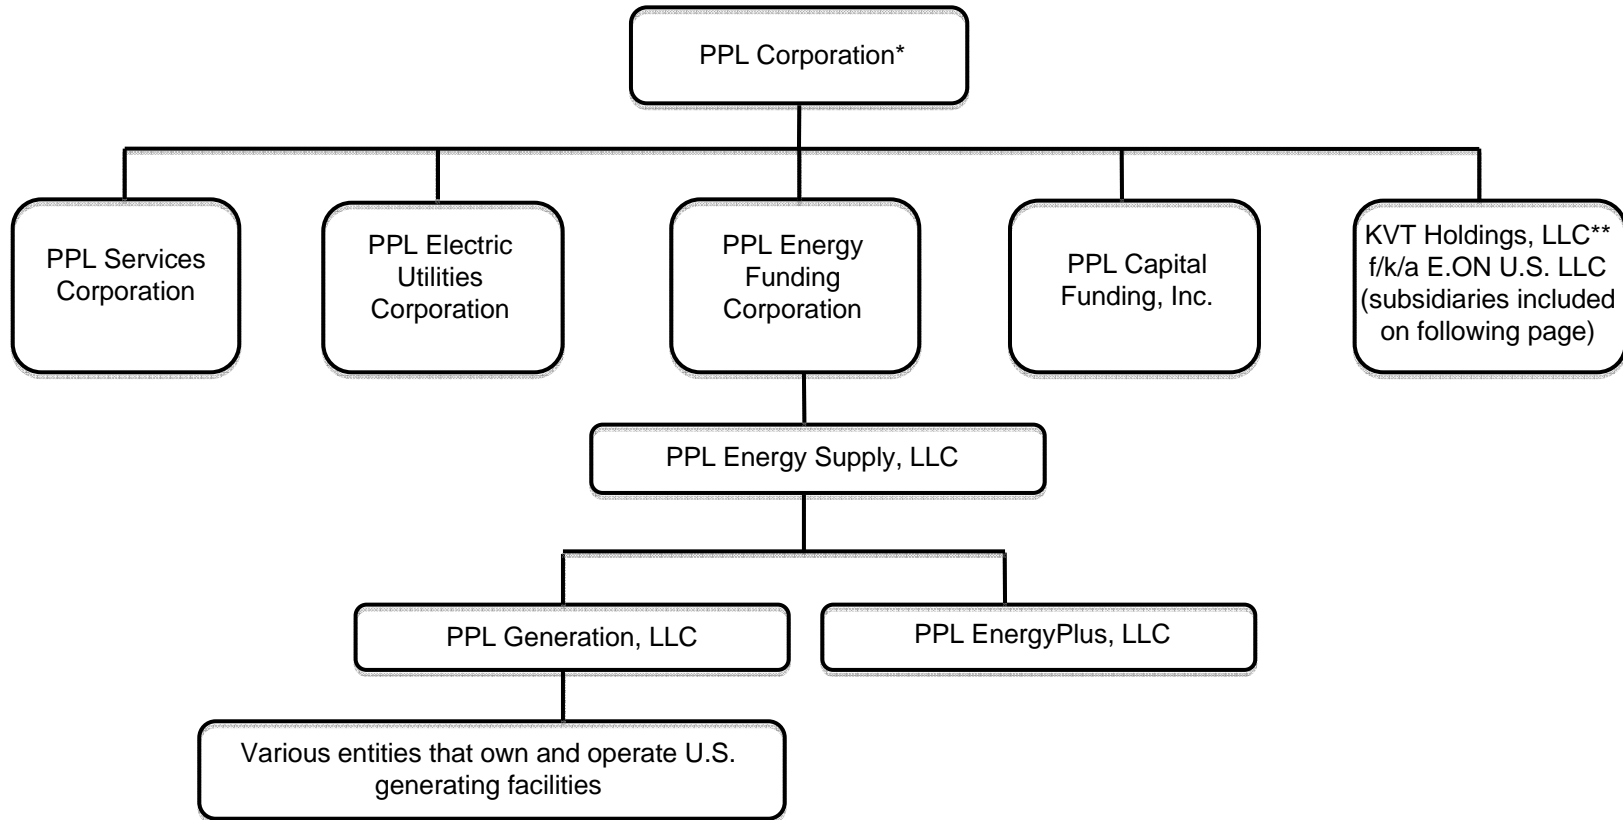 PPL Corporation*
PPL Services
Corporation
PPL Electric
Utilities
Corporation
PPL Energy
Funding
Corporation
PPL Capital
Funding, Inc.
KVT Holdings, LLC**
f/k/a E.ON U.S. LLC
(subsidiaries included
on following page)
PPL Energy Supply, LLC
PPL Generation, LLC
PPL EnergyPlus, LLC
Various entities that own and operate U.S.
generating facilities